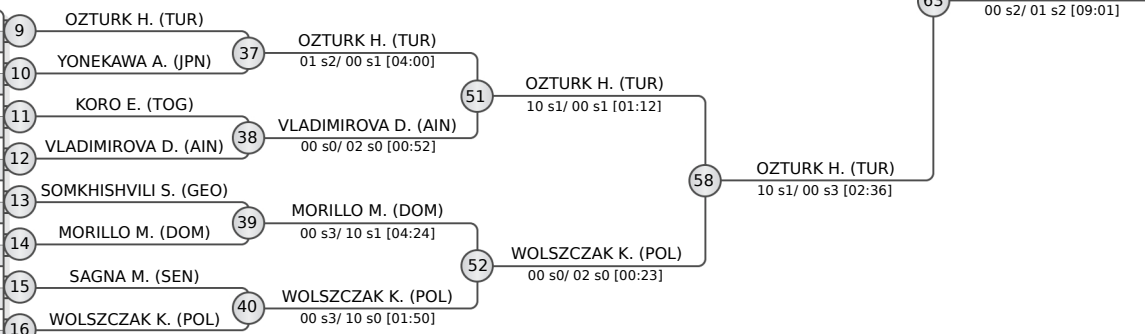 63
00 s2/ 01 s2 [09:01]
9
OZTURK H. (TUR)
10
YONEKAWA A. (JPN)
37
OZTURK H. (TUR)
01 s2/ 00 s1 [04:00]
11
KORO E. (TOG)
12
VLADIMIROVA D. (AIN)
38
VLADIMIROVA D. (AIN)
00 s0/ 02 s0 [00:52]
51
OZTURK H. (TUR)
10 s1/ 00 s1 [01:12]
13
SOMKHISHVILI S. (GEO)
14
MORILLO M. (DOM)
39
MORILLO M. (DOM)
00 s3/ 10 s1 [04:24]
15
SAGNA M. (SEN)
16
WOLSZCZAK K. (POL)
40
WOLSZCZAK K. (POL)
00 s3/ 10 s0 [01:50]
52
WOLSZCZAK K. (POL)
00 s0/ 02 s0 [00:23]
58
OZTURK H. (TUR)
10 s1/ 00 s3 [02:36]